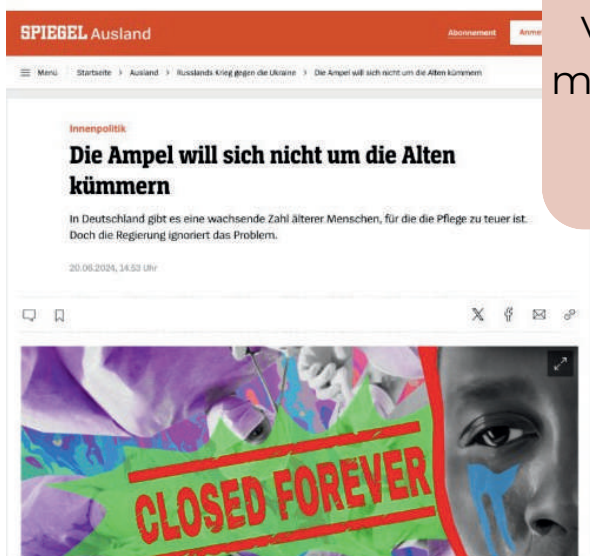 SPIEGEL Ausland
Abonnement
Menü Startseite > Ausland > Russlands Krieg gegen die Ukraine > Die Ampel will sich nicht um die Alten kümmern
Innenpolitik
Die Ampel will sich nicht um die Alten
kümmern
In Deutschland gibt es eine wachsende Zahl älterer Menschen, für die die Pflege zu teuer ist.
Doch die Regierung ignoriert das Problem.
20.06.2024, 14.53 Uhr
CLOSED FOREVER